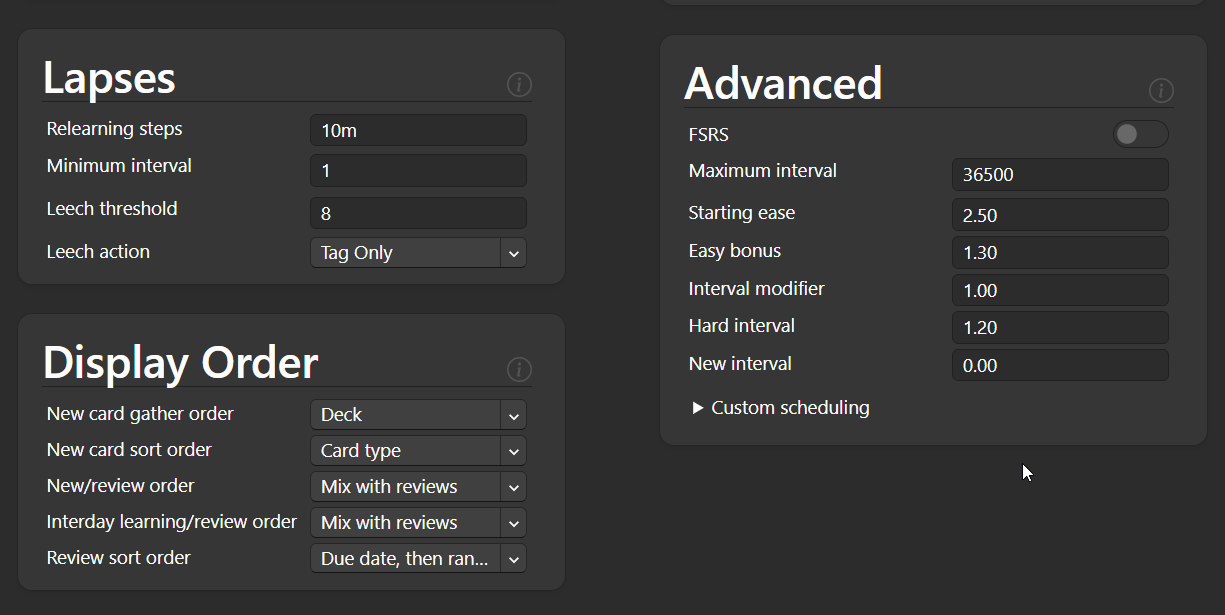 Lapses
Relearning steps 10m
Minimum interval 1
Leech threshold 8
Leech action Tag Only
Display Order
New card gather order Deck
New card sort order Card type
New/review order Mix with reviews
Interday learning/review order Mix with reviews
Review sort order Due date, then ran...
Advanced
FSRS
Maximum interval 36500
Starting ease 2.50
Easy bonus 1.30
Interval modifier 1.00
Hard interval 1.20
New interval 0.00
Custom scheduling